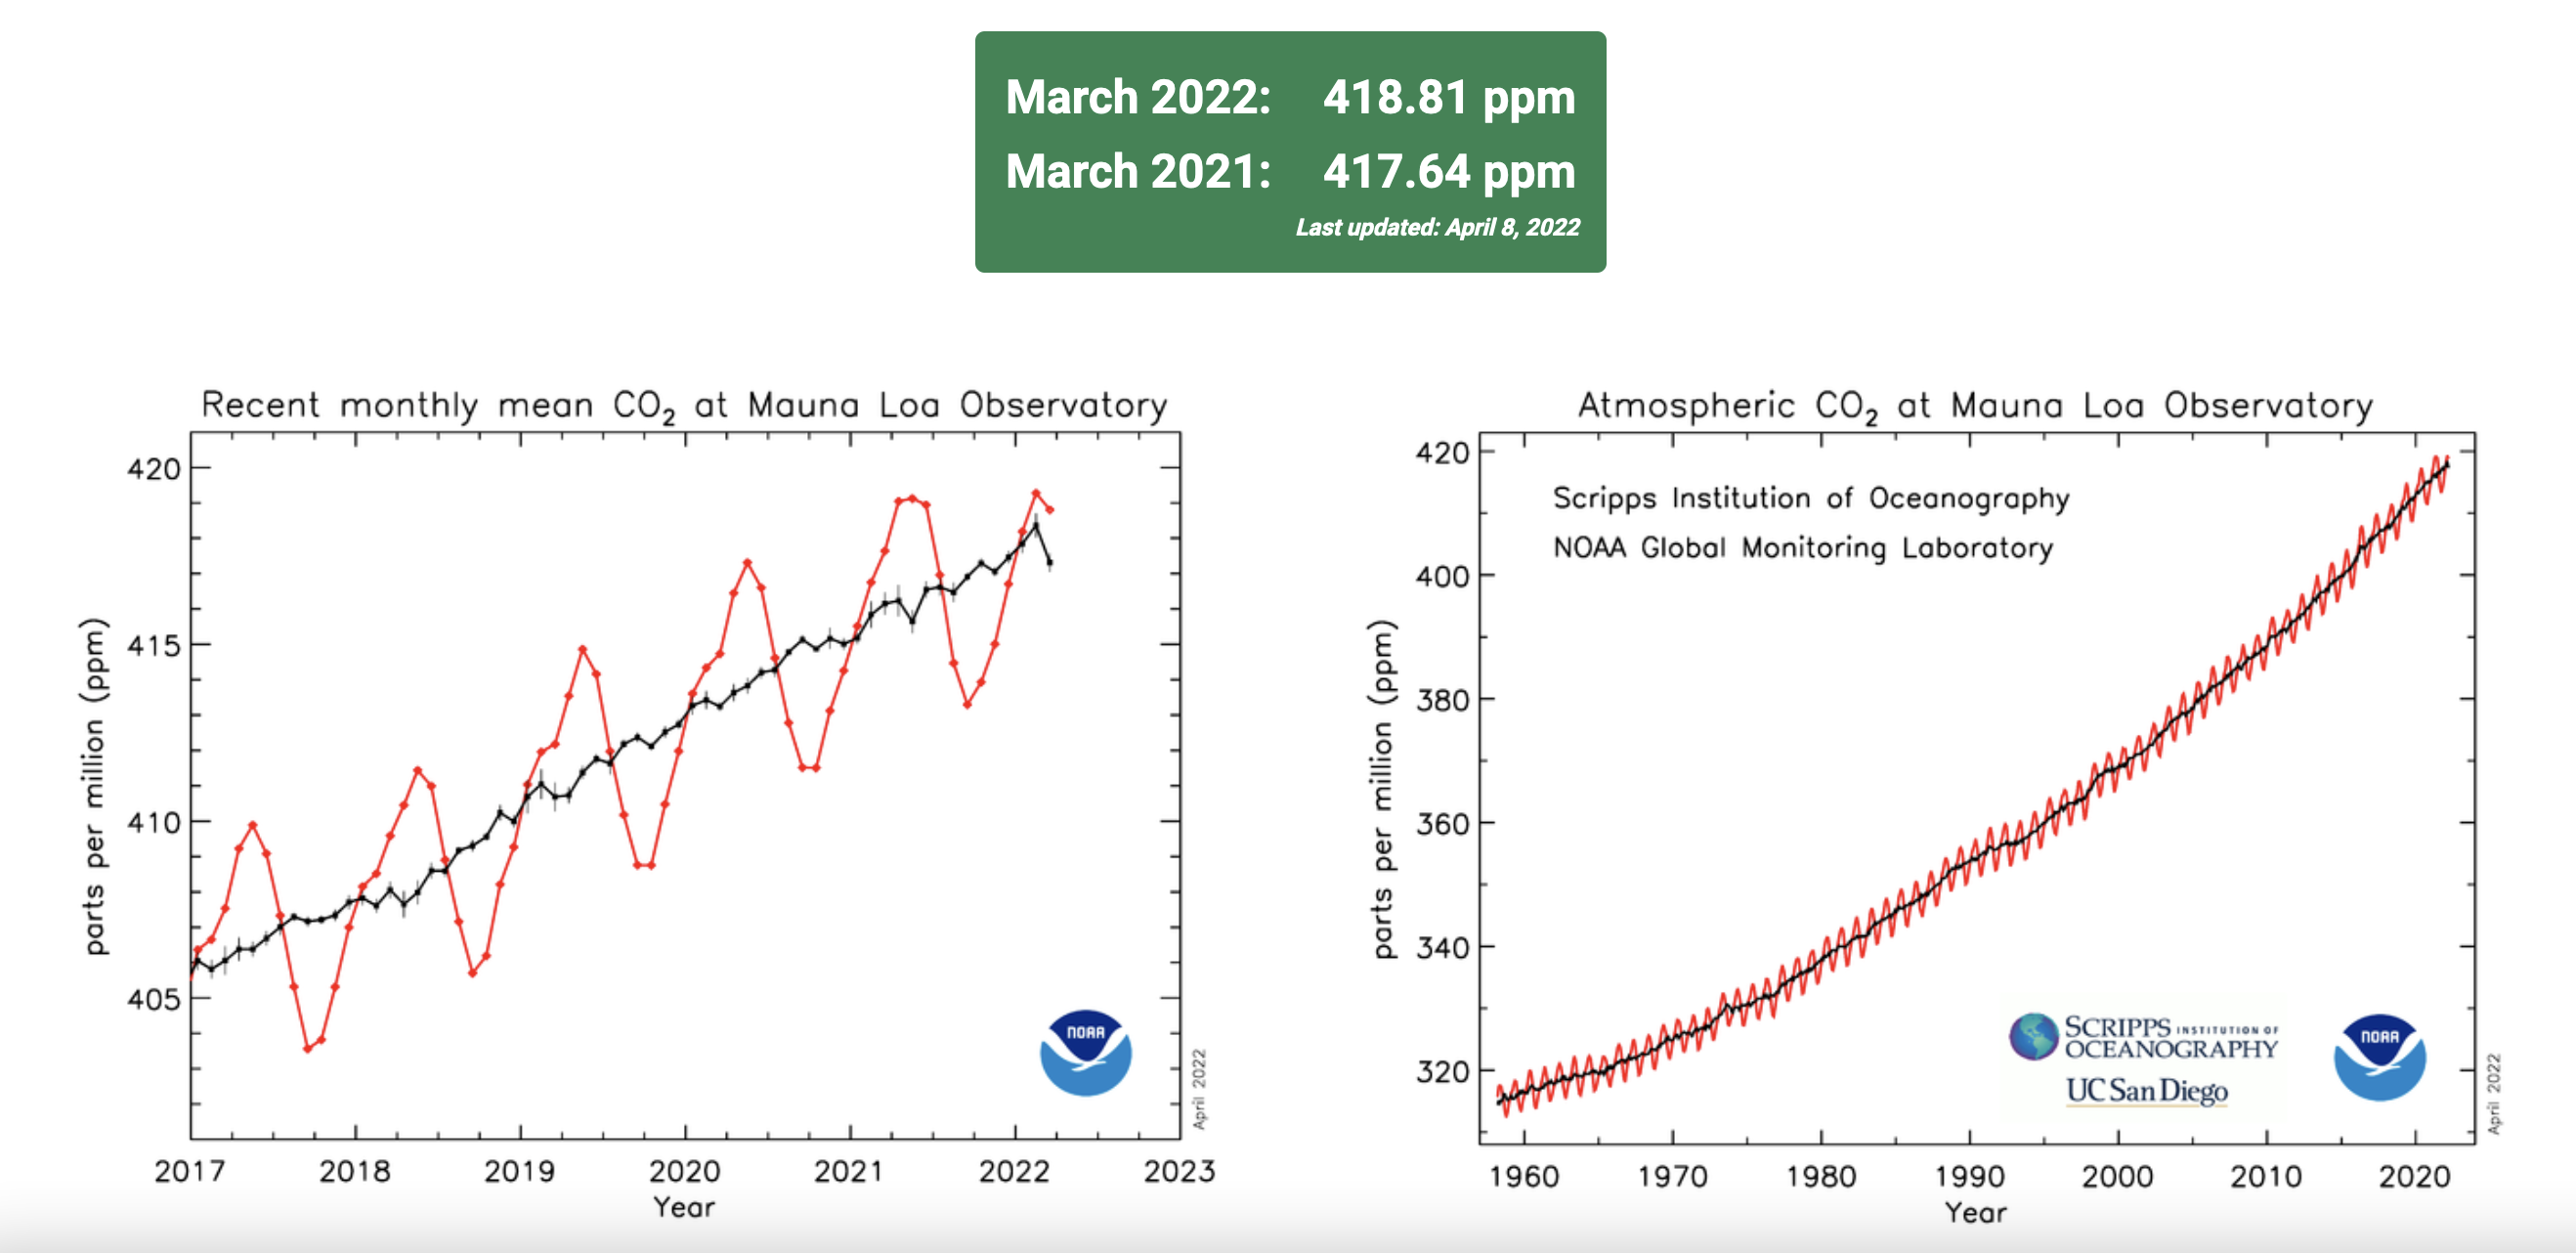 March 2022: 418.81 ppm
March 2021: 417.64 ppm
Last updated: April 8, 2022
Recent monthly mean CO₂ at Mauna Loa Observatory
420
415
410
405
parts per million (ppm)
2017 2018 2019 2020 2021 2022 2023
Year
NOAA
April 2022
Atmospheric CO₂ at Mauna Loa Observatory
Scripps Institution of Oceanography
NOAA Global Monitoring Laboratory
420
400
380
360
340
320
parts per million (ppm)
1960 1970 1980 1990 2000 2010 2020
Year
SCRIPPS INSTITUTION OF
OCEANOGRAPHY
UC San Diego
NOAA
April 2022